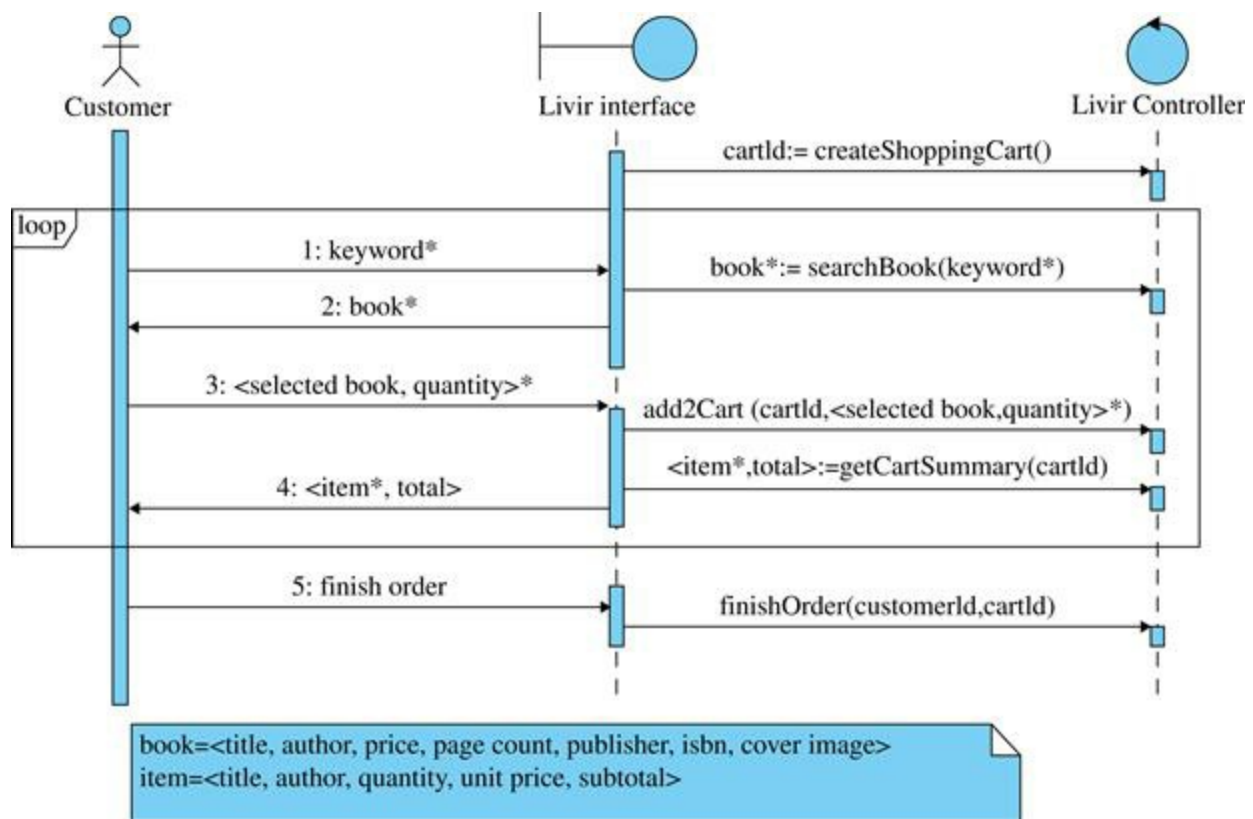 Customer
Livir interface
Livir Controller
cartId:= createShoppingCart()
loop
1: keyword*
book*:= searchBook(keyword*)
2: book*
3: <selected book, quantity>*
add2Cart (cartId,<selected book,quantity>*)
<item*,total>:=getCartSummary(cartId)
4: <item*, total>
5: finish order
finishOrder(customerId,cartId)
book=<title, author, price, page count, publisher, isbn, cover image>
item=<title, author, quantity, unit price, subtotal>